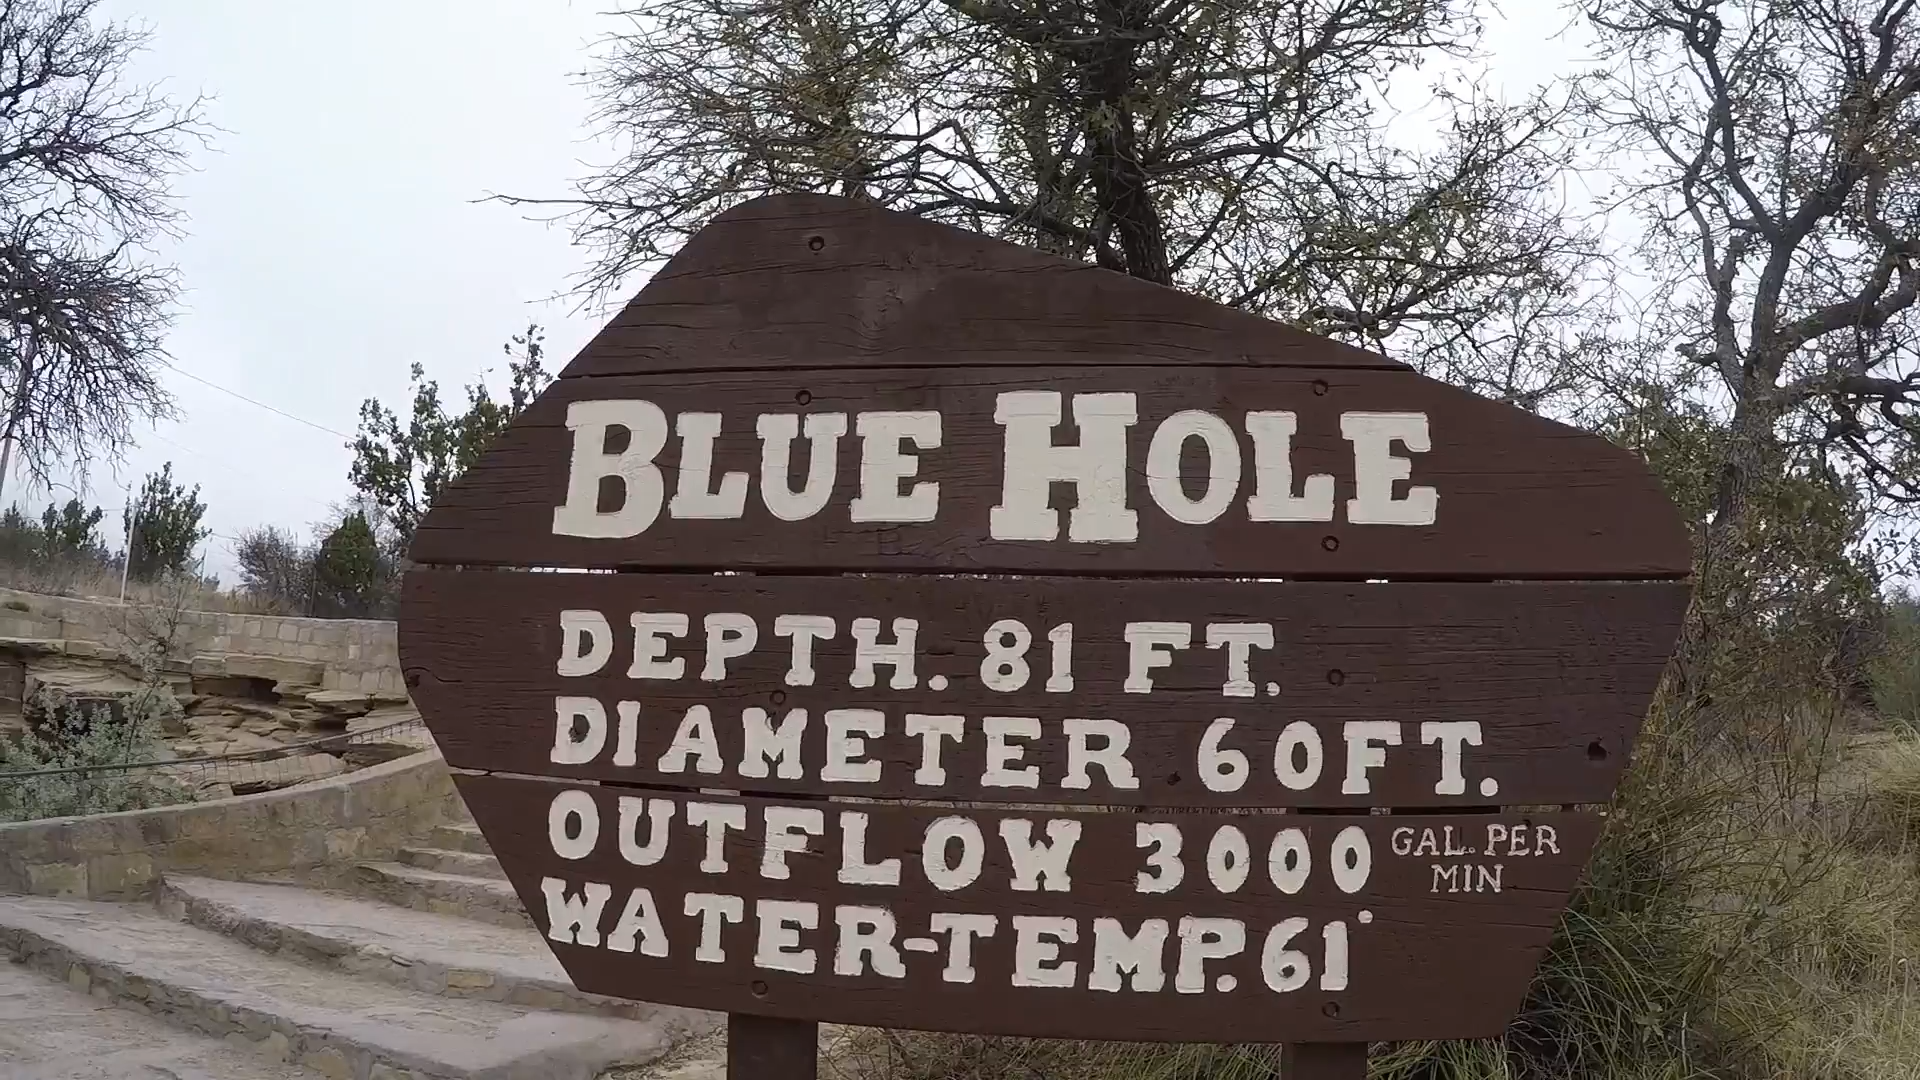 BLUE HOLE
DEPTH. 81 FT.
DIAMETER 60FT.
OUTFLOW 3000 GAL. PER MIN
WATER-TEMP. 61°